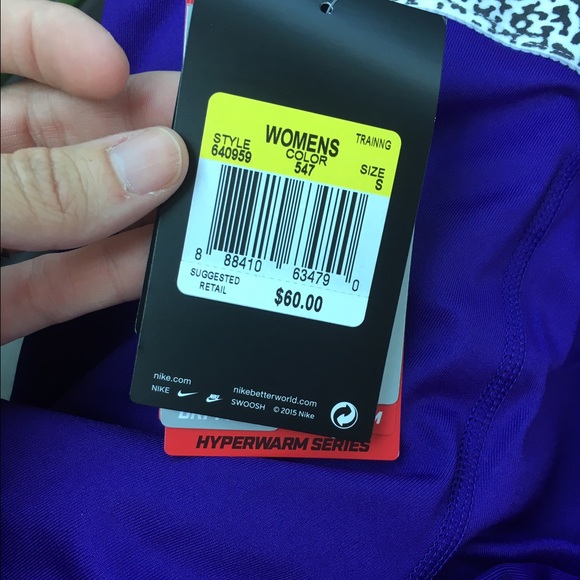 WOMENS
TRAINNG
STYLE
640959
COLOR
547
SIZE
S
8 88410 63479 0
SUGGESTED
RETAIL
$60.00
nike.com
nikebetterworld.com
NIKE
SWOOSH © 2015 Nike
HYPERWARM SERIES